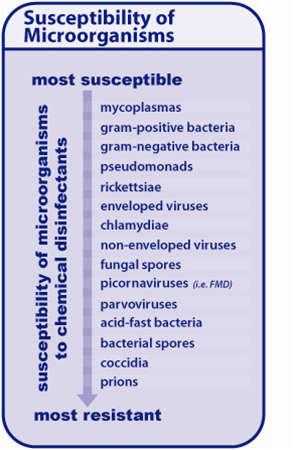 Susceptibility of
Microorganisms
most susceptible
susceptibility of microorganisms
to chemical disinfectants
mycoplasmas
gram-positive bacteria
gram-negative bacteria
pseudomonads
rickettsiae
enveloped viruses
chlamydiae
non-enveloped viruses
fungal spores
picornaviruses (i.e. FMD)
parvoviruses
acid-fast bacteria
bacterial spores
coccidia
prions
most resistant